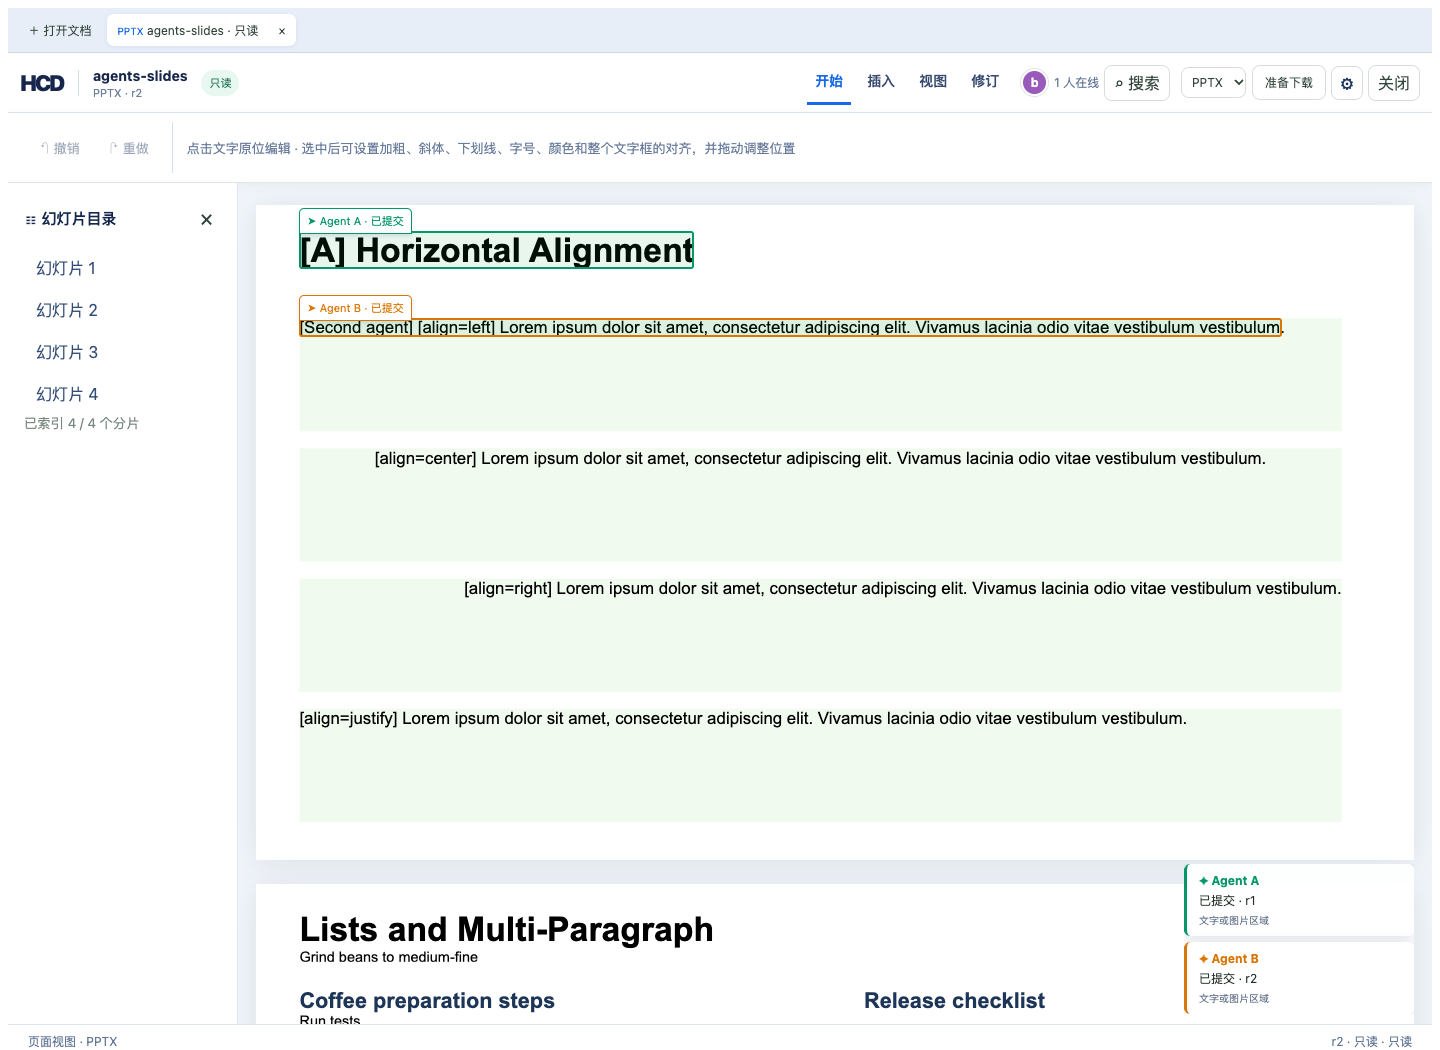 + 打开文档
PPTX agents-slides · 只读 ×
HCD
agents-slides
PPTX · r2
只读
开始 插入 视图 修订
b 1 人在线
搜索
PPTX
准备下载
关闭
撤销 重做
点击文字原位编辑 · 选中后可设置加粗、斜体、下划线、字号、颜色和整个文字框的对齐，并拖动调整位置
幻灯片目录 ×
幻灯片 1
幻灯片 2
幻灯片 3
幻灯片 4
已索引 4 / 4 个分片
➤ Agent A · 已提交
[A] Horizontal Alignment
➤ Agent B · 已提交
[Second agent] [align=left] Lorem ipsum dolor sit amet, consectetur adipiscing elit. Vivamus lacinia odio vitae vestibulum vestibulum.
[align=center] Lorem ipsum dolor sit amet, consectetur adipiscing elit. Vivamus lacinia odio vitae vestibulum vestibulum.
[align=right] Lorem ipsum dolor sit amet, consectetur adipiscing elit. Vivamus lacinia odio vitae vestibulum vestibulum.
[align=justify] Lorem ipsum dolor sit amet, consectetur adipiscing elit. Vivamus lacinia odio vitae vestibulum vestibulum.
Lists and Multi-Paragraph
Grind beans to medium-fine
Coffee preparation steps
Run tests
Release checklist
✦ Agent A
已提交 · r1
文字或图片区域
✦ Agent B
已提交 · r2
文字或图片区域
页面视图 · PPTX
r2 · 只读 · 只读